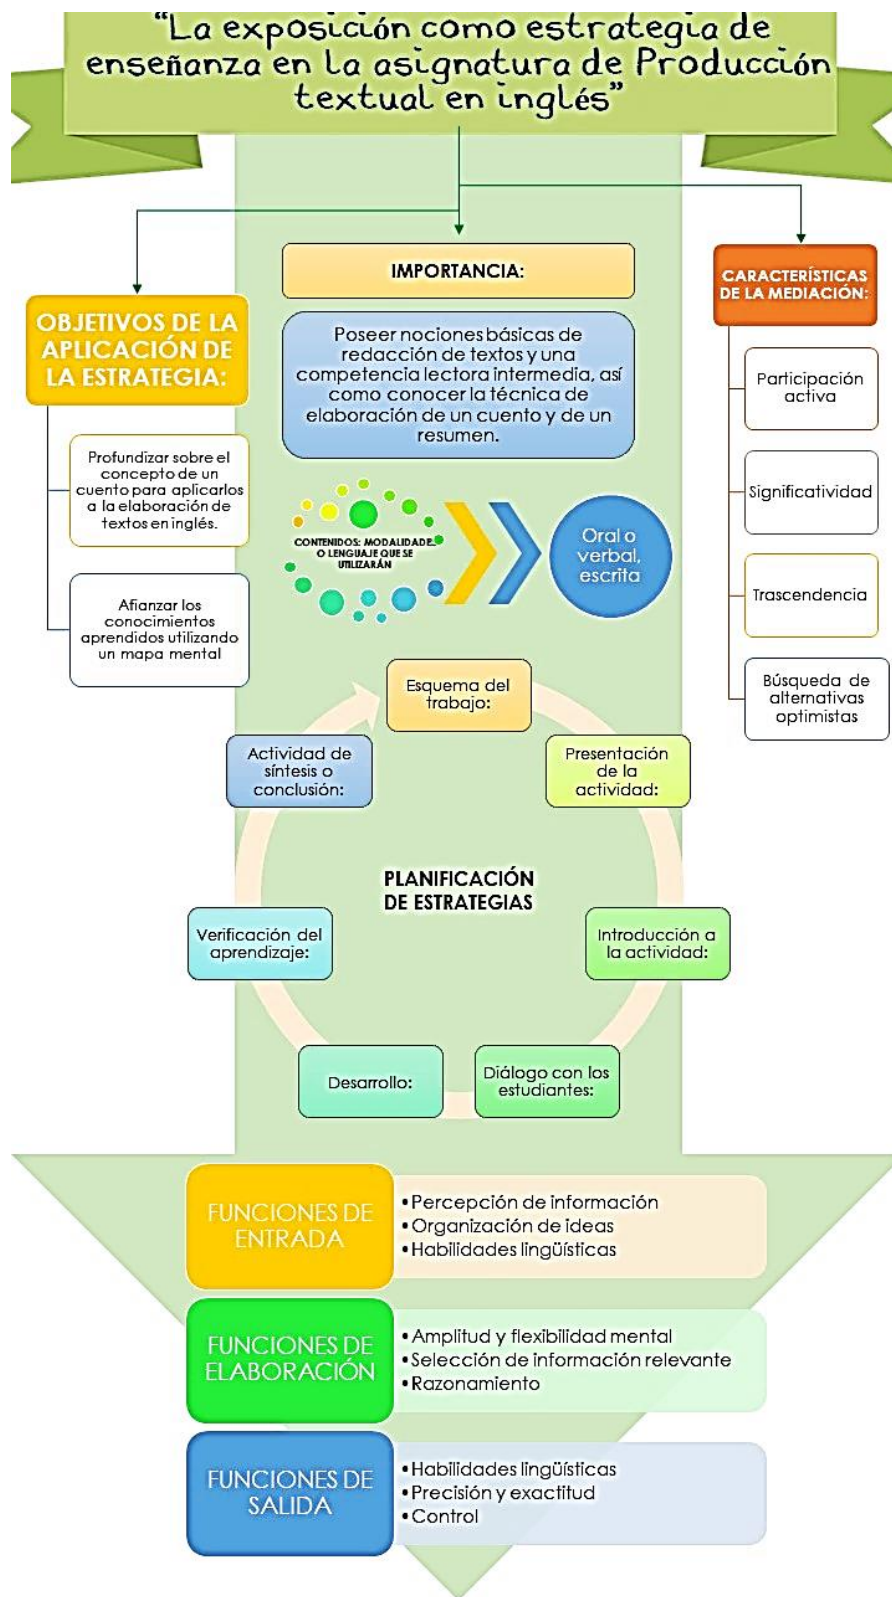 “La exposición como estrategia de
enseñanza en la asignatura de Producción
textual en inglés”
OBJETIVOS DE LA
APLICACIÓN DE
LA ESTRATEGIA:
Profundizar sobre el
concepto de un
cuento para aplicarlos
a la elaboración de
textos en inglés.
Afianzar los
conocimientos
aprendidos utilizando
un mapa mental
IMPORTANCIA:
Poseer nociones básicas de
redacción de textos y una
competencia lectora intermedia, así
como conocer la técnica de
elaboración de un cuento y de un
resumen.
CONTENIDOS: MODALIDADE..
O LENGUAJE QUE SE
UTILIZARÁN
Oral o
verbal,
escrita
CARACTERÍSTICAS
DE LA MEDIACIÓN:
Participación
activa
Significatividad
Trascendencia
Búsqueda de
alternativas
optimistas
PLANIFICACIÓN
DE ESTRATEGIAS
Esquema del
trabajo:
Presentación
de la
actividad:
Introducción a
la actividad:
Diálogo con los
estudiantes:
Desarrollo:
Verificación del
aprendizaje:
Actividad de
síntesis o
conclusión:
FUNCIONES DE
ENTRADA
• Percepción de información
• Organización de ideas
• Habilidades lingüísticas
FUNCIONES DE
ELABORACIÓN
• Amplitud y flexibilidad mental
• Selección de información relevante
• Razonamiento
FUNCIONES DE
SALIDA
• Habilidades lingüísticas
• Precisión y exactitud
• Control